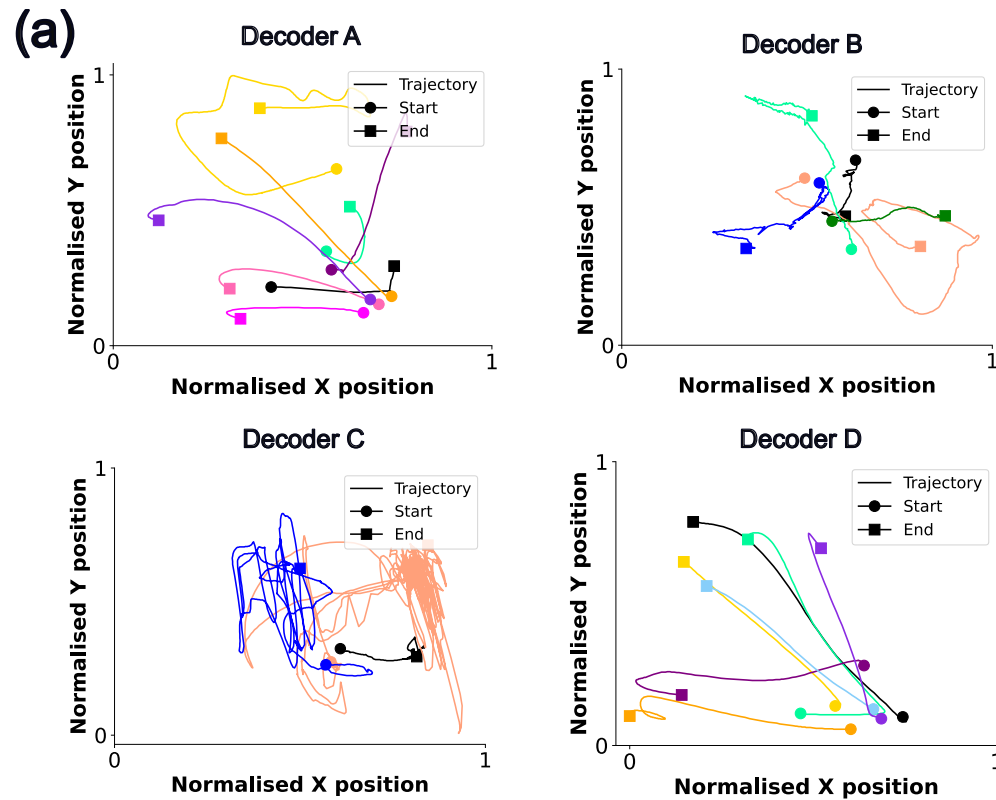 (a)
Decoder A
1
Normalised Y position
0
0
1
Normalised X position
Trajectory
Start
End
Decoder B
1
Normalised Y position
0
0
1
Normalised X position
Trajectory
Start
End
Decoder C
1
Normalised Y position
0
0
1
Normalised X position
Trajectory
Start
End
Decoder D
1
Normalised Y position
0
0
1
Normalised X position
Trajectory
Start
End